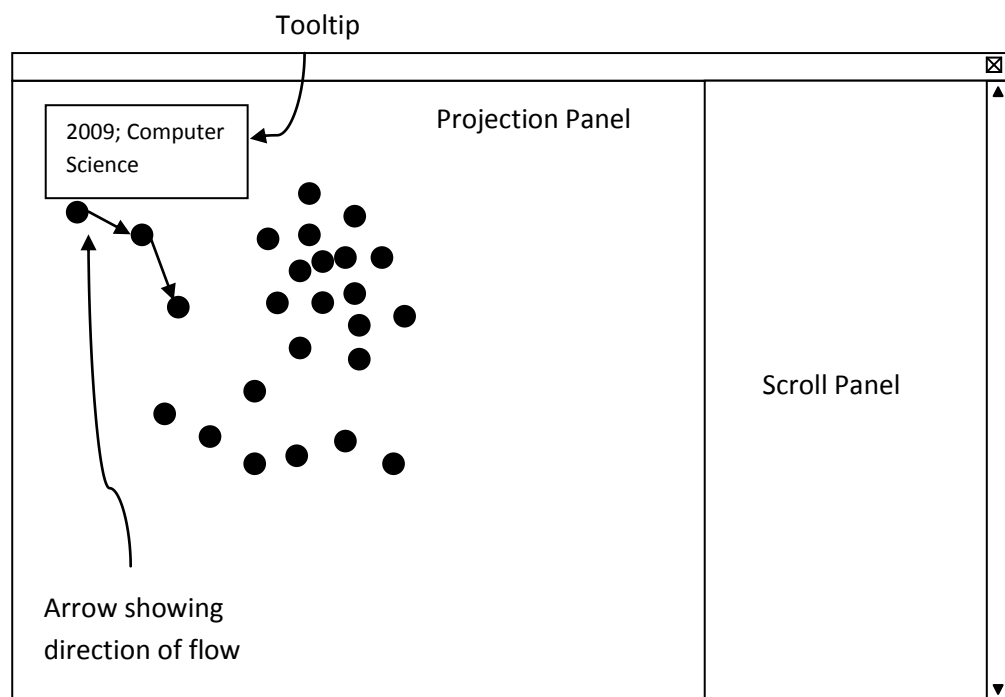 Tooltip
2009; Computer
Science
Projection Panel
Scroll Panel
Arrow showing
direction of flow